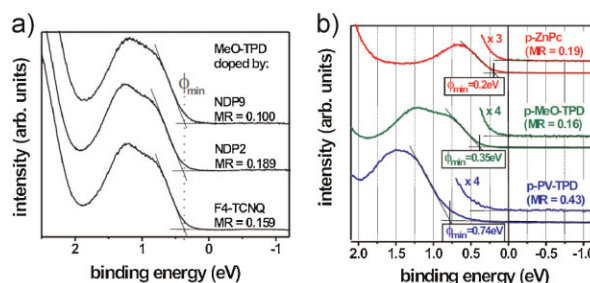 a)
MeO-TPD
doped by:
ϕmin
NDP9
MR = 0.100
NDP2
MR = 0.189
F4-TCNQ
MR = 0.159
intensity (arb. units)
2 1 0 -1
binding energy (eV)
b)
p-ZnPc
(MR = 0.19)
x 3
ϕmin=0.2eV
x 4
p-MeO-TPD
(MR = 0.16)
ϕmin=0.35eV
x 4
p-PV-TPD
(MR = 0.43)
ϕmin=0.74eV
intensity (arb. units)
2.0 1.5 1.0 0.5 0.0
binding energy (eV)